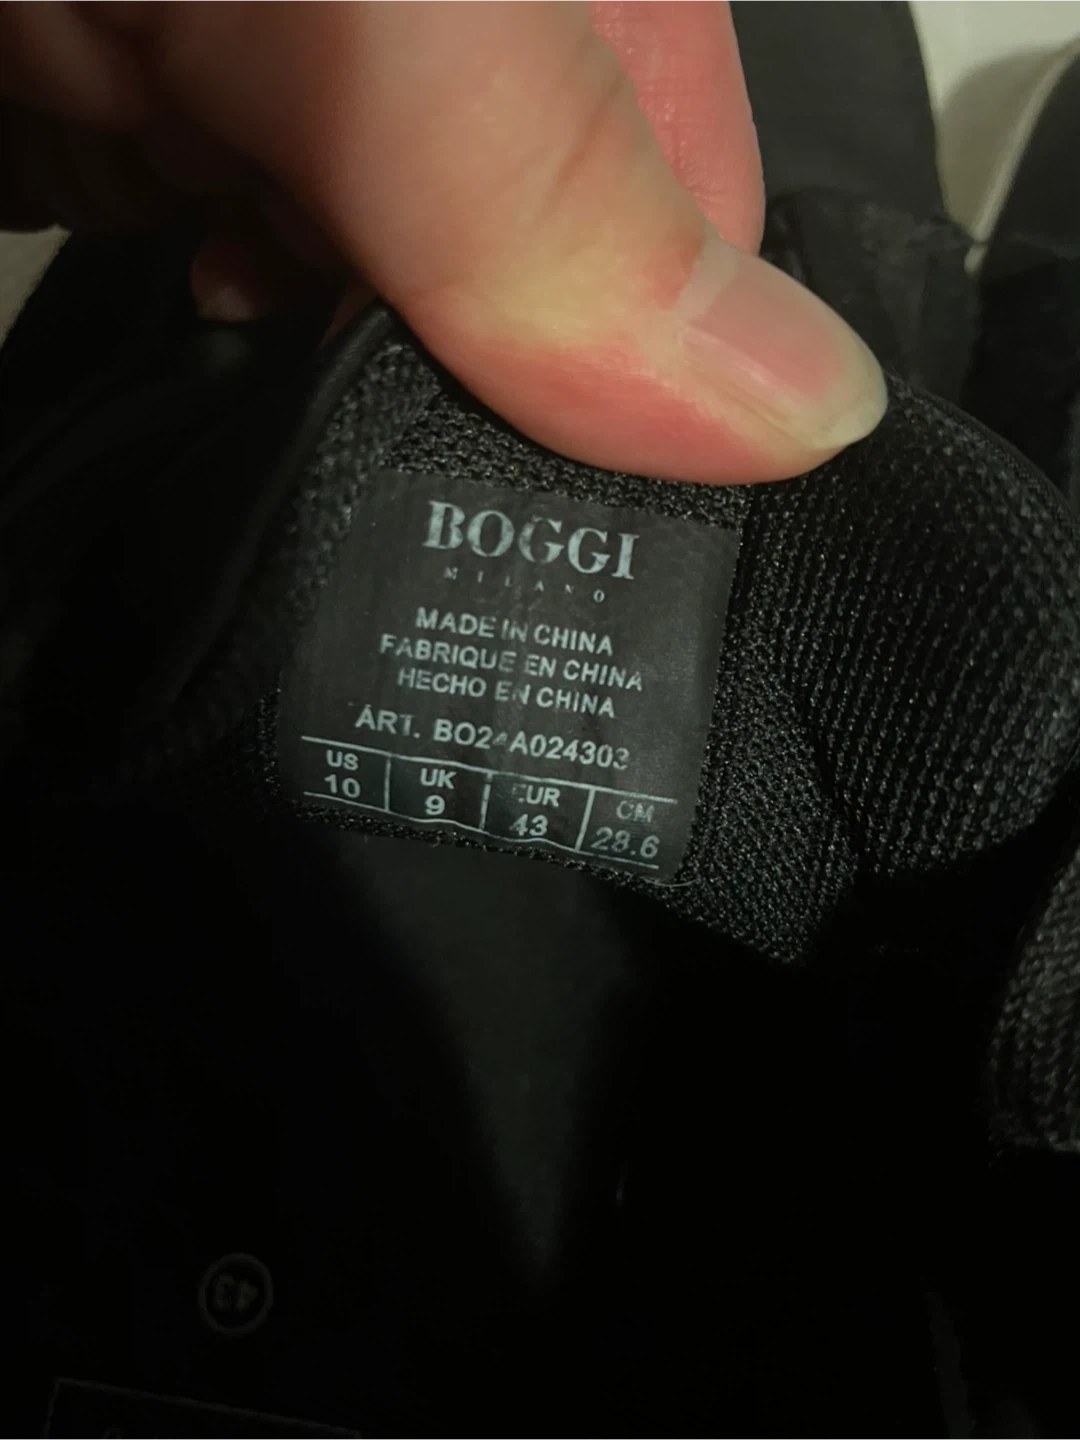 BOGGI
MILANO
MADE IN CHINA
FABRIQUE EN CHINA
HECHO EN CHINA
ART. BO24A024303
US UK EUR CM
10 9 43 28.6
43